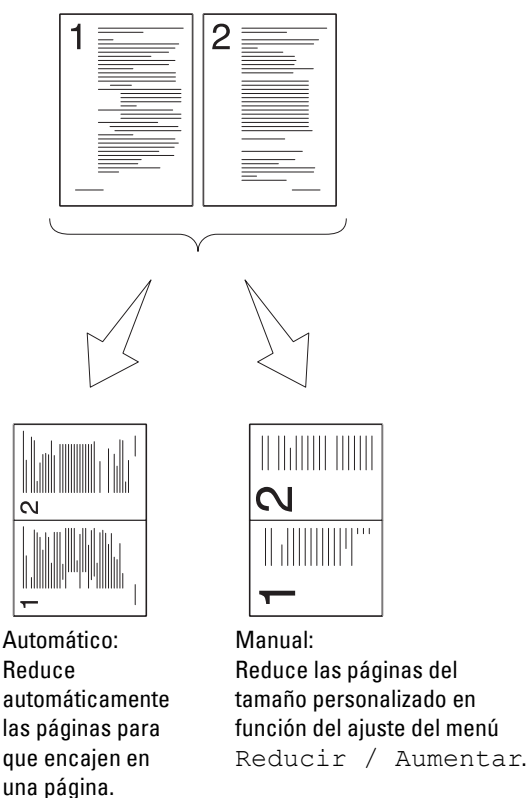 1
2
2
1
2
1
Automático:
Reduce
automáticamente
las páginas para
que encajen en
una página.
Manual:
Reduce las páginas del
tamaño personalizado en
función del ajuste del menú
Reducir / Aumentar.